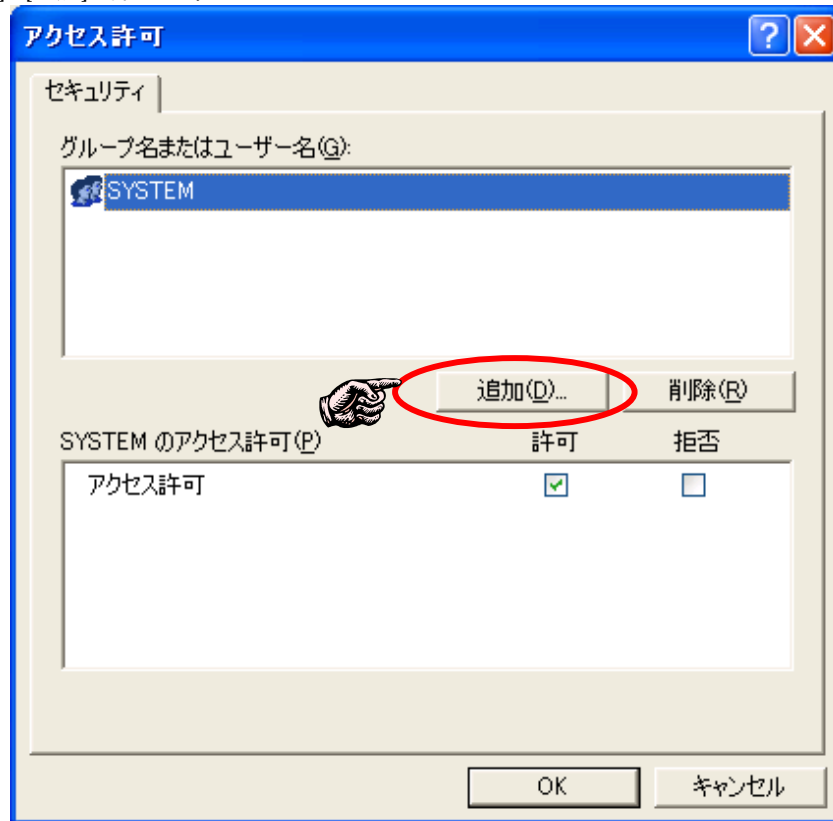 アクセス許可
セキュリティ
グループ名またはユーザー名(G):
SYSTEM
追加(D)... 削除(R)
SYSTEM のアクセス許可(P) 許可 拒否
アクセス許可
OK キャンセル